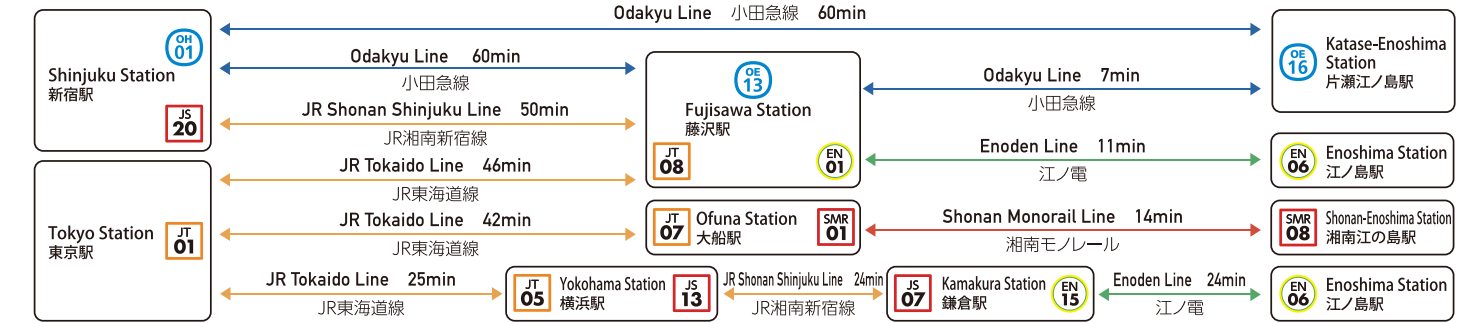 Odakyu Line 小田急線 60min
OH
01
Shinjuku Station
新宿駅
JS
20
Odakyu Line 60min
小田急線
JR Shonan Shinjuku Line 50min
JR湘南新宿線
OE
13
Fujisawa Station
藤沢駅
JT
08
EN
01
Odakyu Line 7min
小田急線
OE
16
Katase-Enoshima
Station
片瀬江ノ島駅
Enoden Line 11min
江ノ電
EN
06
Enoshima Station
江ノ島駅
Tokyo Station
東京駅
JT
01
JR Tokaido Line 46min
JR東海道線
JR Tokaido Line 42min
JR東海道線
JT
07
Ofuna Station
大船駅
SMR
01
Shonan Monorail Line 14min
湘南モノレール
SMR
08
Shonan-Enoshima Station
湘南江の島駅
JR Tokaido Line 25min
JR東海道線
JT
05
Yokohama Station
横浜駅
JS
13
JR Shonan Shinjuku Line 24min
JR湘南新宿線
JS
07
Kamakura Station
鎌倉駅
EN
15
Enoden Line 24min
江ノ電
EN
06
Enoshima Station
江ノ島駅